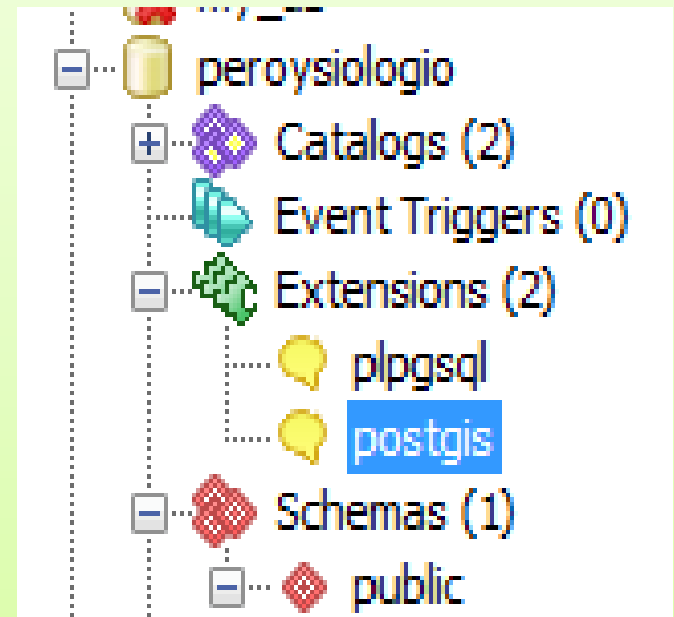 peroysiologio
Catalogs (2)
Event Triggers (0)
Extensions (2)
plpgsql
postgis
Schemas (1)
public